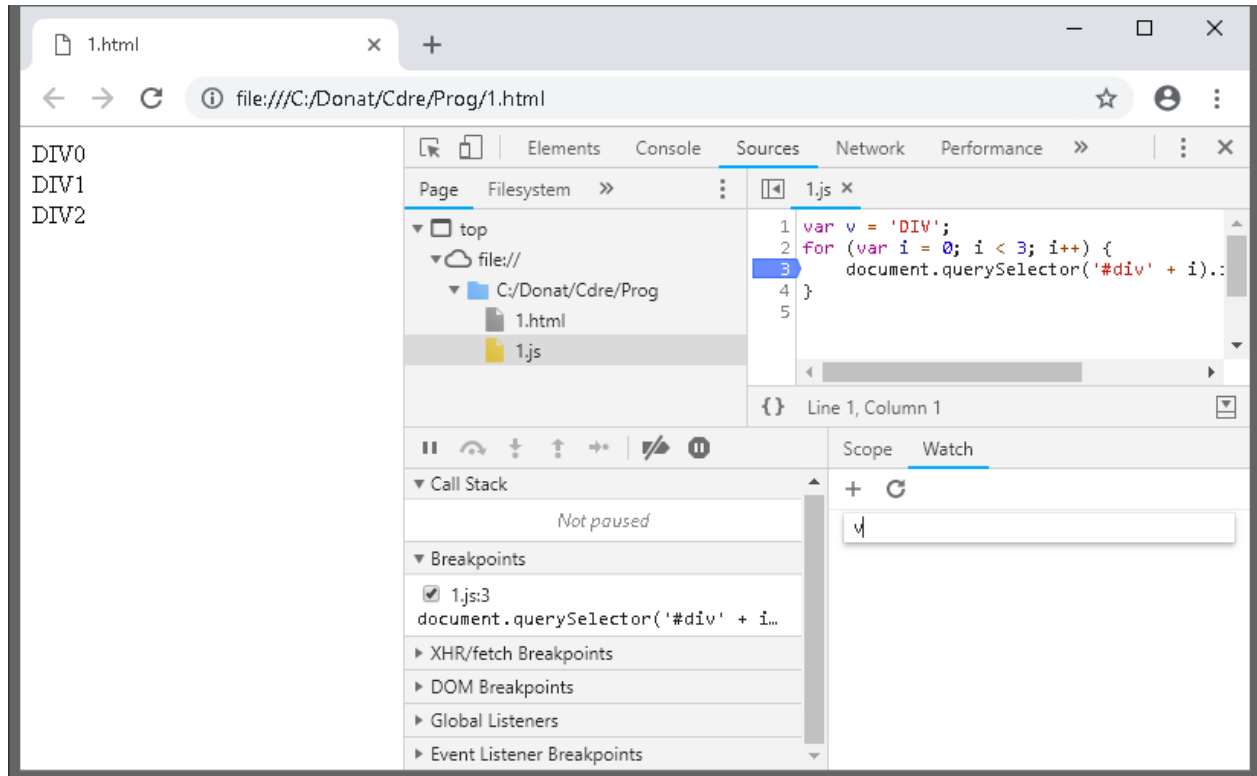 1.html
file:///C:/Donat/Cdre/Prog/1.html
DIV0
DIV1
DIV2
Elements Console Sources Network Performance
Page Filesystem
top
file://
C:/Donat/Cdre/Prog
1.html
1.js
1.js
1 var v = 'DIV';
2 for (var i = 0; i < 3; i++) {
3 document.querySelector('#div' + i).
4 }
5
{} Line 1, Column 1
Call Stack
Not paused
Breakpoints
1.js:3
document.querySelector('#div' + i…
XHR/fetch Breakpoints
DOM Breakpoints
Global Listeners
Event Listener Breakpoints
Scope Watch
v